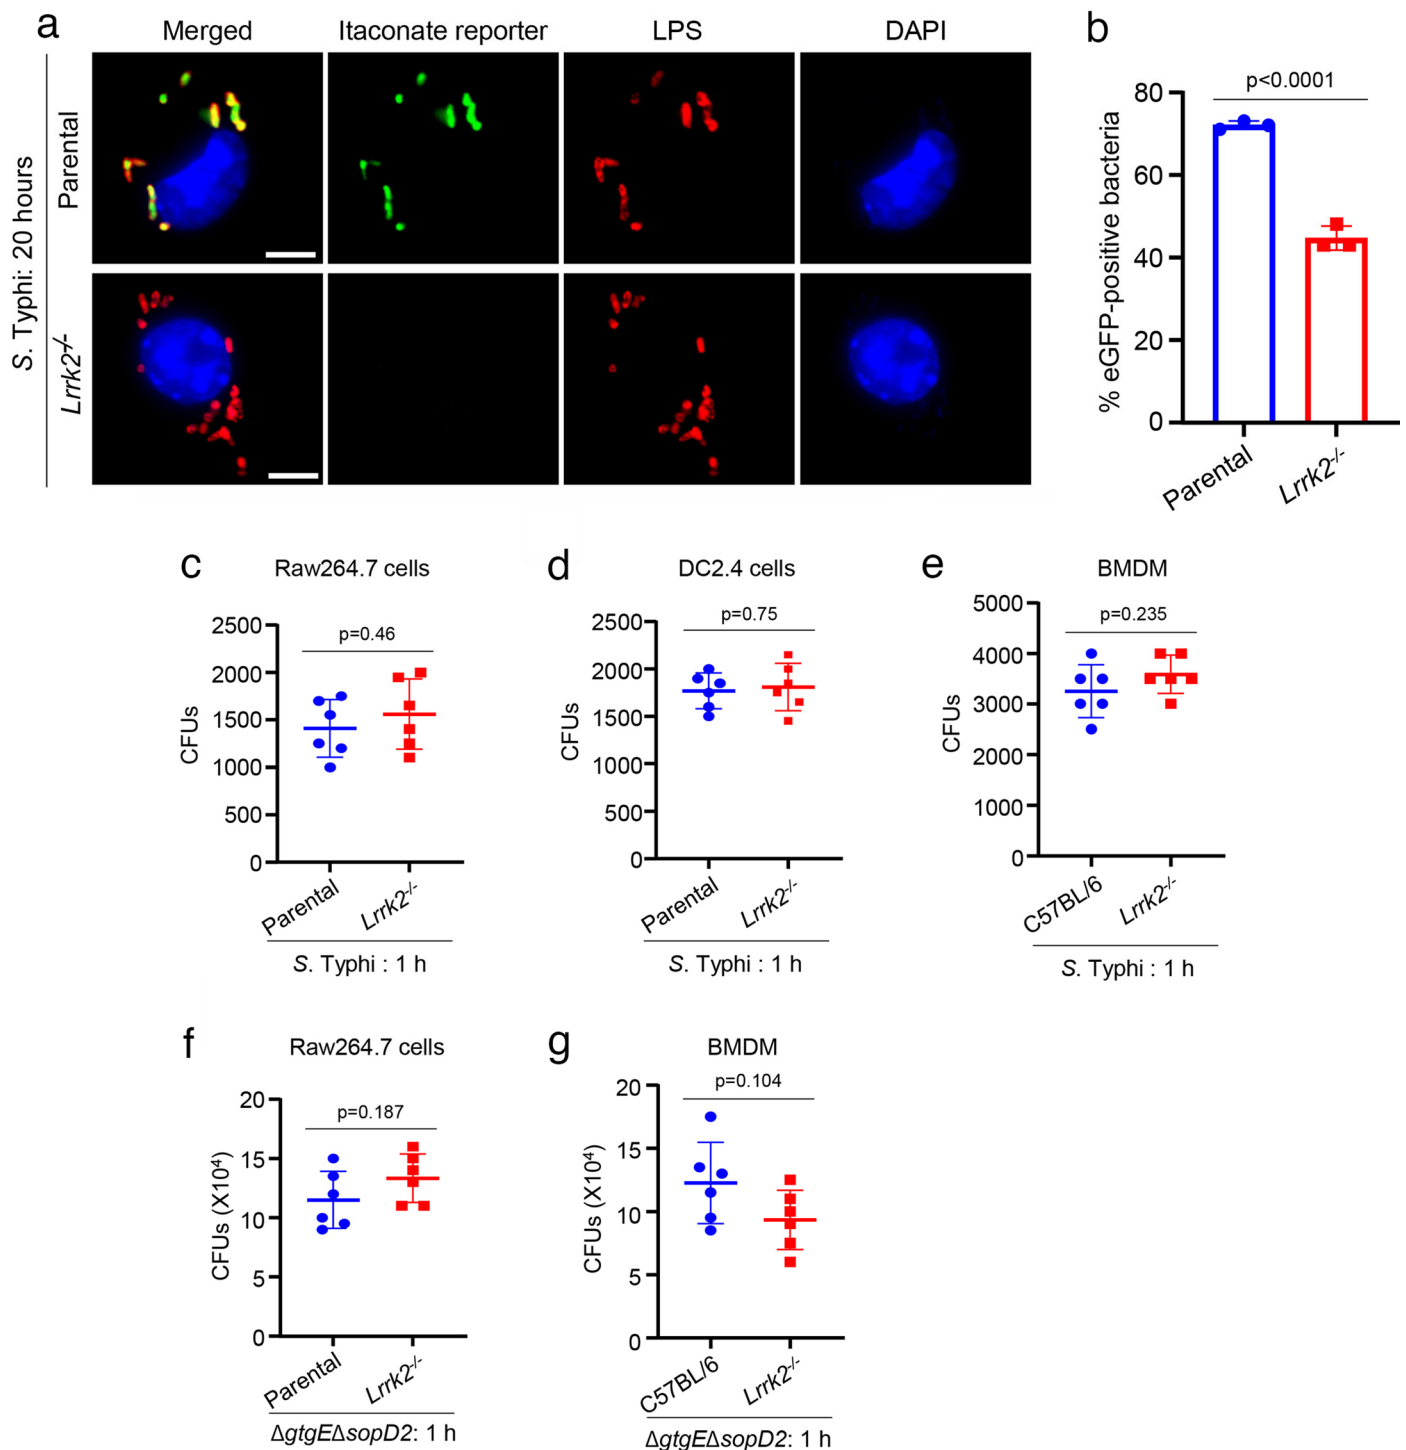 a
Merged Itaconate reporter LPS DAPI
S. Typhi: 20 hours
Parental
Lrrk2-/-
b
p<0.0001
80
60
40
20
0
% eGFP-positive bacteria
Parental Lrrk2-/-
c
Raw264.7 cells
p=0.46
2500
2000
1500
1000
500
0
CFUs
Parental Lrrk2-/-
S. Typhi : 1 h
d
DC2.4 cells
p=0.75
2500
2000
1500
1000
500
0
CFUs
Parental Lrrk2-/-
S. Typhi : 1 h
e
BMDM
p=0.235
5000
4000
3000
2000
1000
0
CFUs
C57BL/6 Lrrk2-/-
S. Typhi : 1 h
f
Raw264.7 cells
p=0.187
20
15
10
5
0
CFUs (X10⁴)
Parental Lrrk2-/-
ΔgtgEΔsopD2: 1 h
g
BMDM
p=0.104
20
15
10
5
0
CFUs (X10⁴)
C57BL/6 Lrrk2-/-
ΔgtgEΔsopD2: 1 h